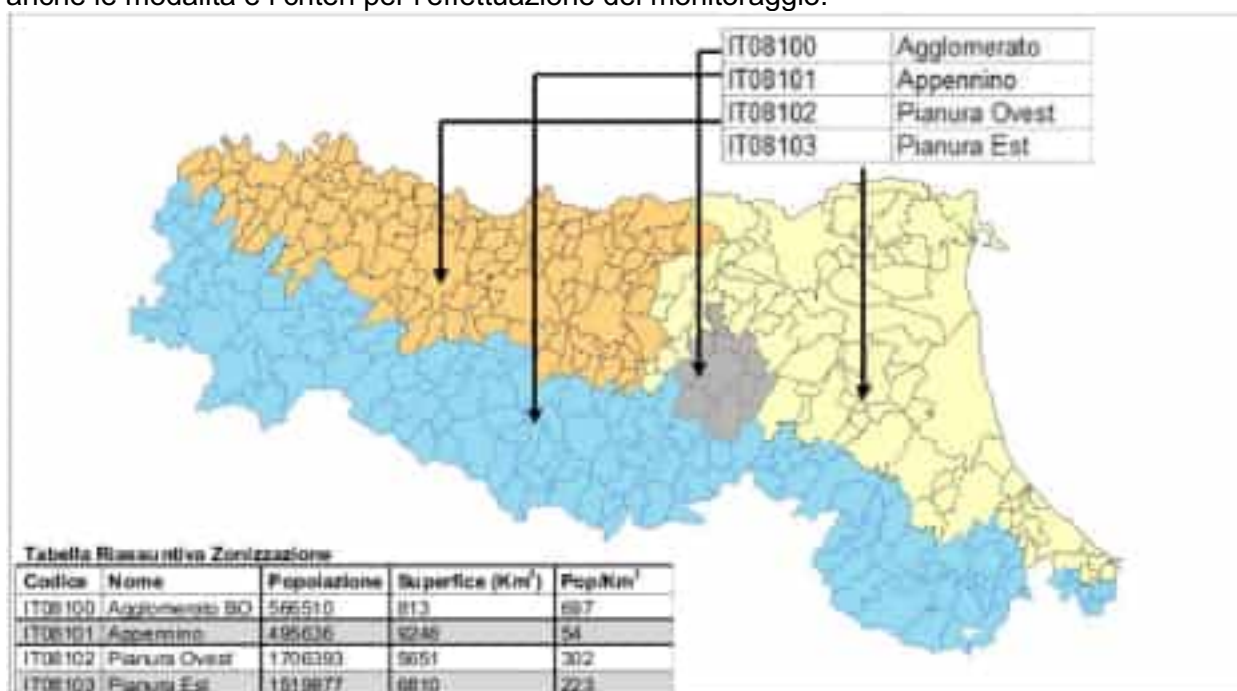 anche le modalità e i criteri per l'effettuazione del monitoraggio.
IT08100 Agglomerato
IT08101 Appennino
IT08102 Pianura Ovest
IT08103 Pianura Est
Tabella Riassuntiva Zonizzazione
Codice Nome Popolazione Superfice (Km²) Pop/Km²
IT08100 Agglomerato BO 566510 813 697
IT08101 Appennino 495636 9246 54
IT08102 Pianura Ovest 1706393 5651 302
IT08103 Pianura Est 1519877 6810 223